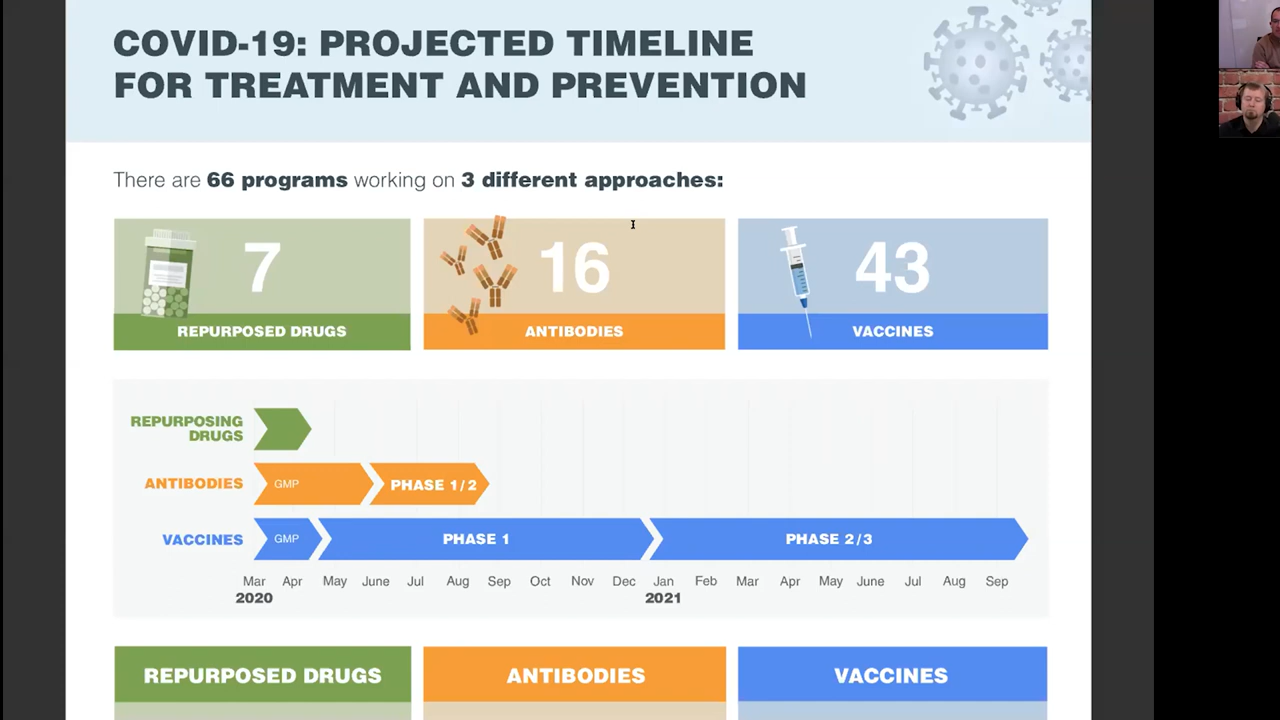 COVID-19: PROJECTED TIMELINE
FOR TREATMENT AND PREVENTION
There are 66 programs working on 3 different approaches:
7
REPURPOSED DRUGS
16
ANTIBODIES
43
VACCINES
REPURPOSING
DRUGS
ANTIBODIES
GMP
PHASE 1/2
VACCINES
GMP
PHASE 1
PHASE 2/3
Mar Apr May June Jul Aug Sep Oct Nov Dec Jan Feb Mar Apr May June Jul Aug Sep
2020 2021
REPURPOSED DRUGS
ANTIBODIES
VACCINES